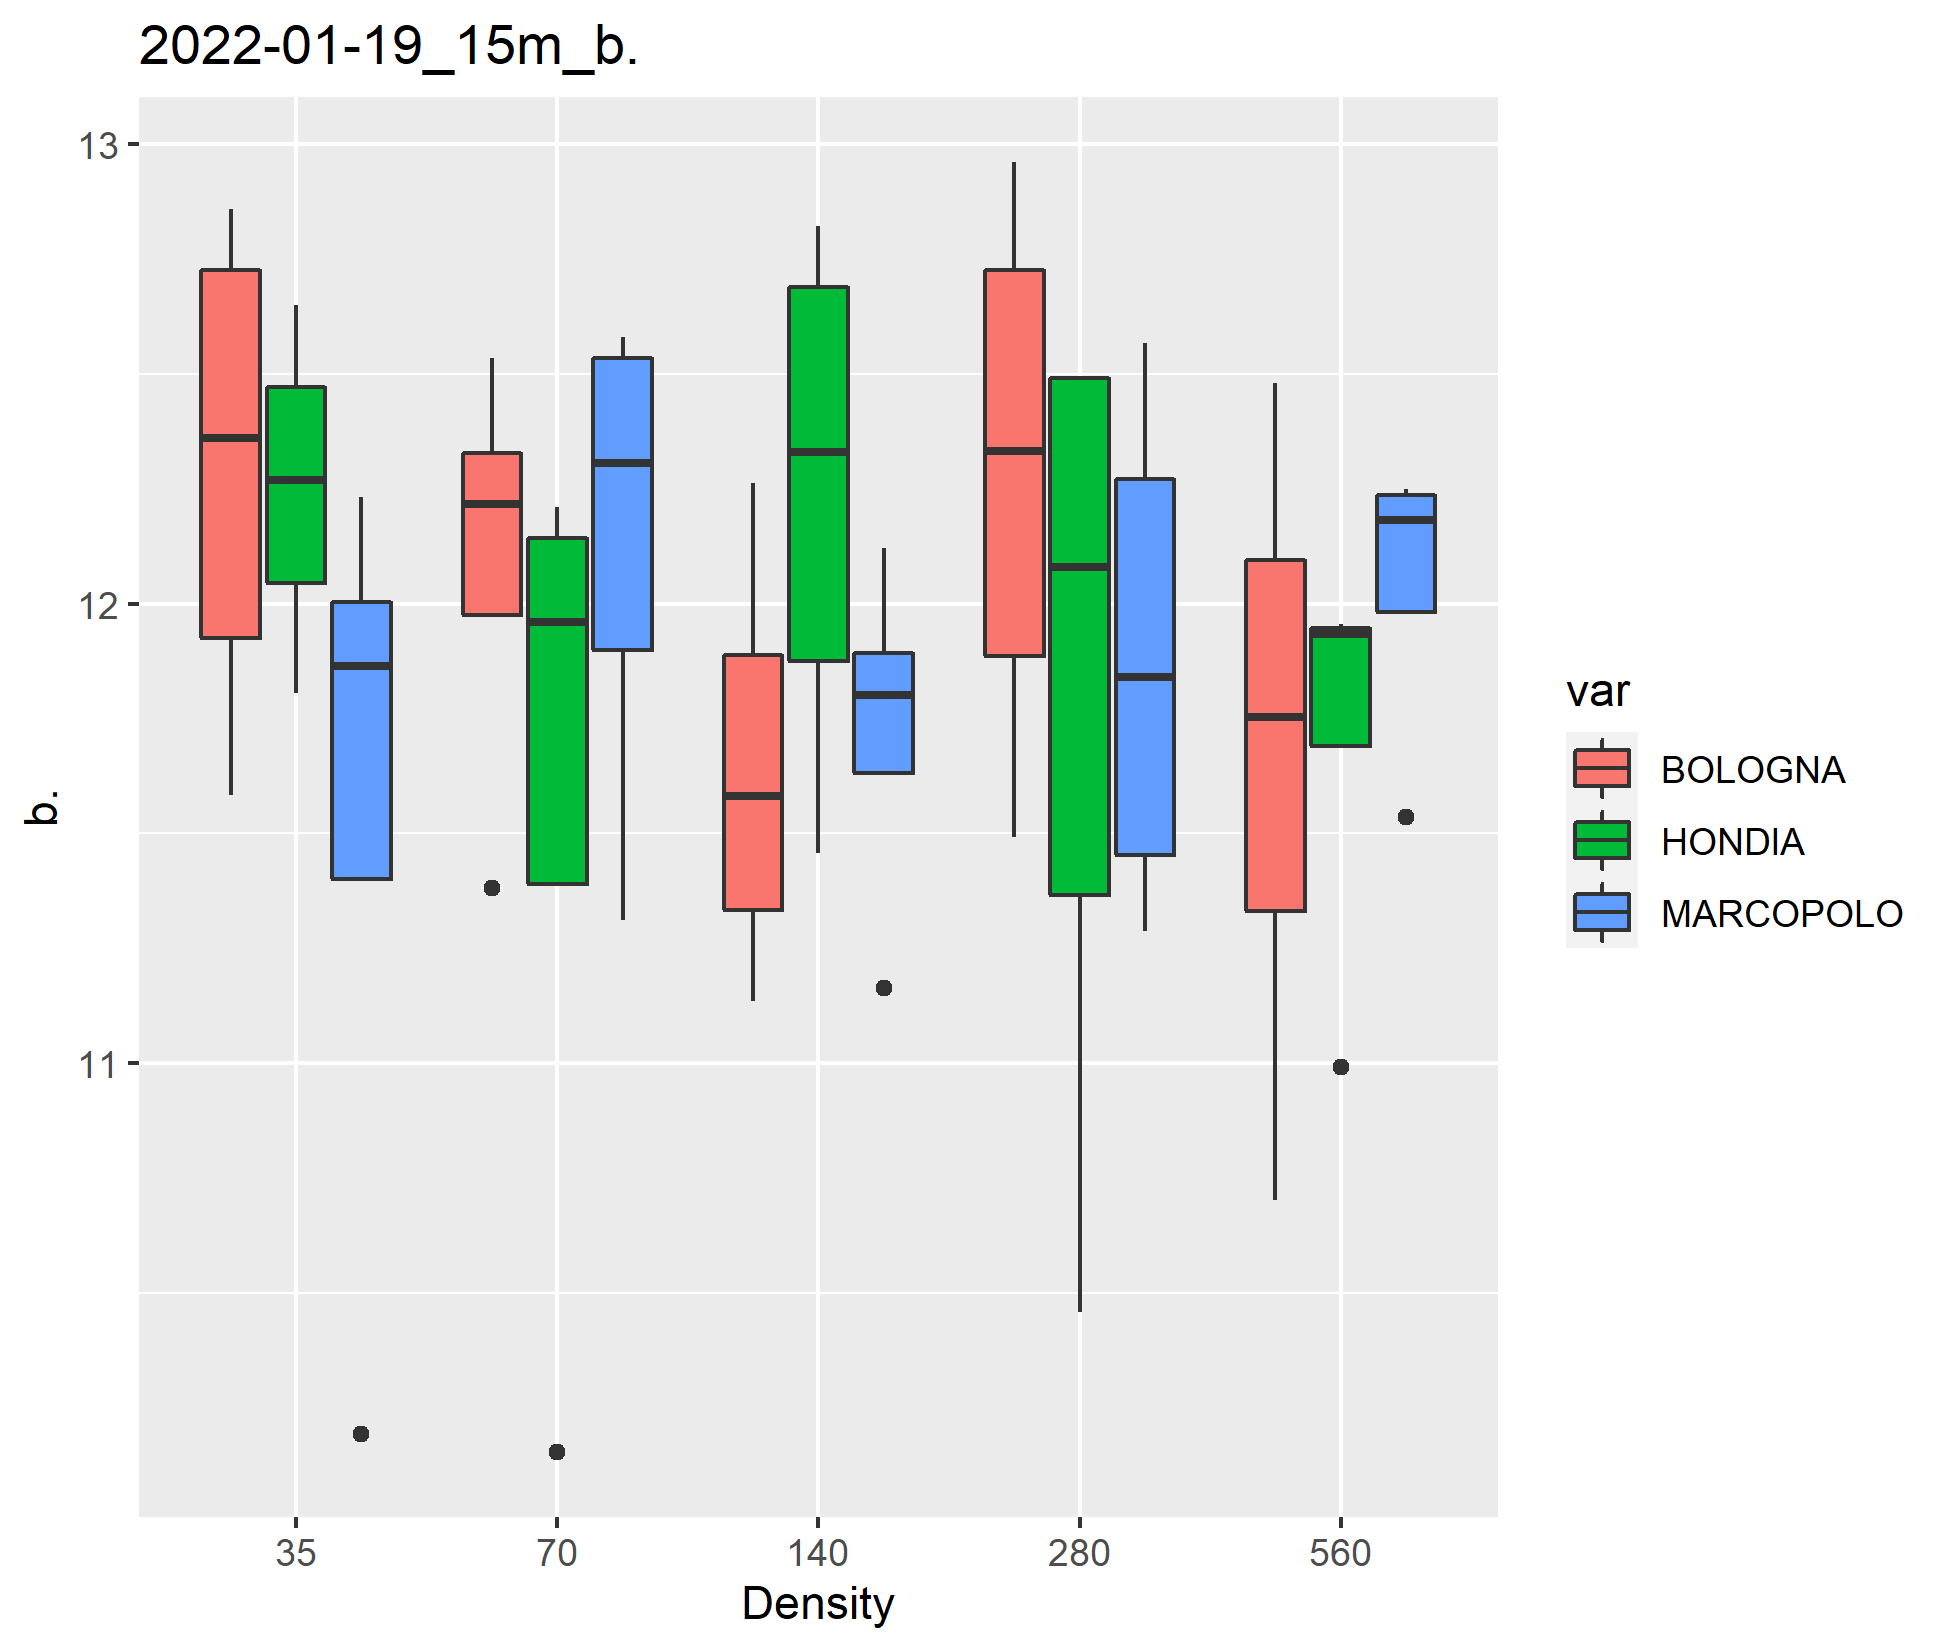 2022-01-19_15m_b.
13
12
11
b.
35 70 140 280 560
Density
var
BOLOGNA
HONDIA
MARCOPOLO